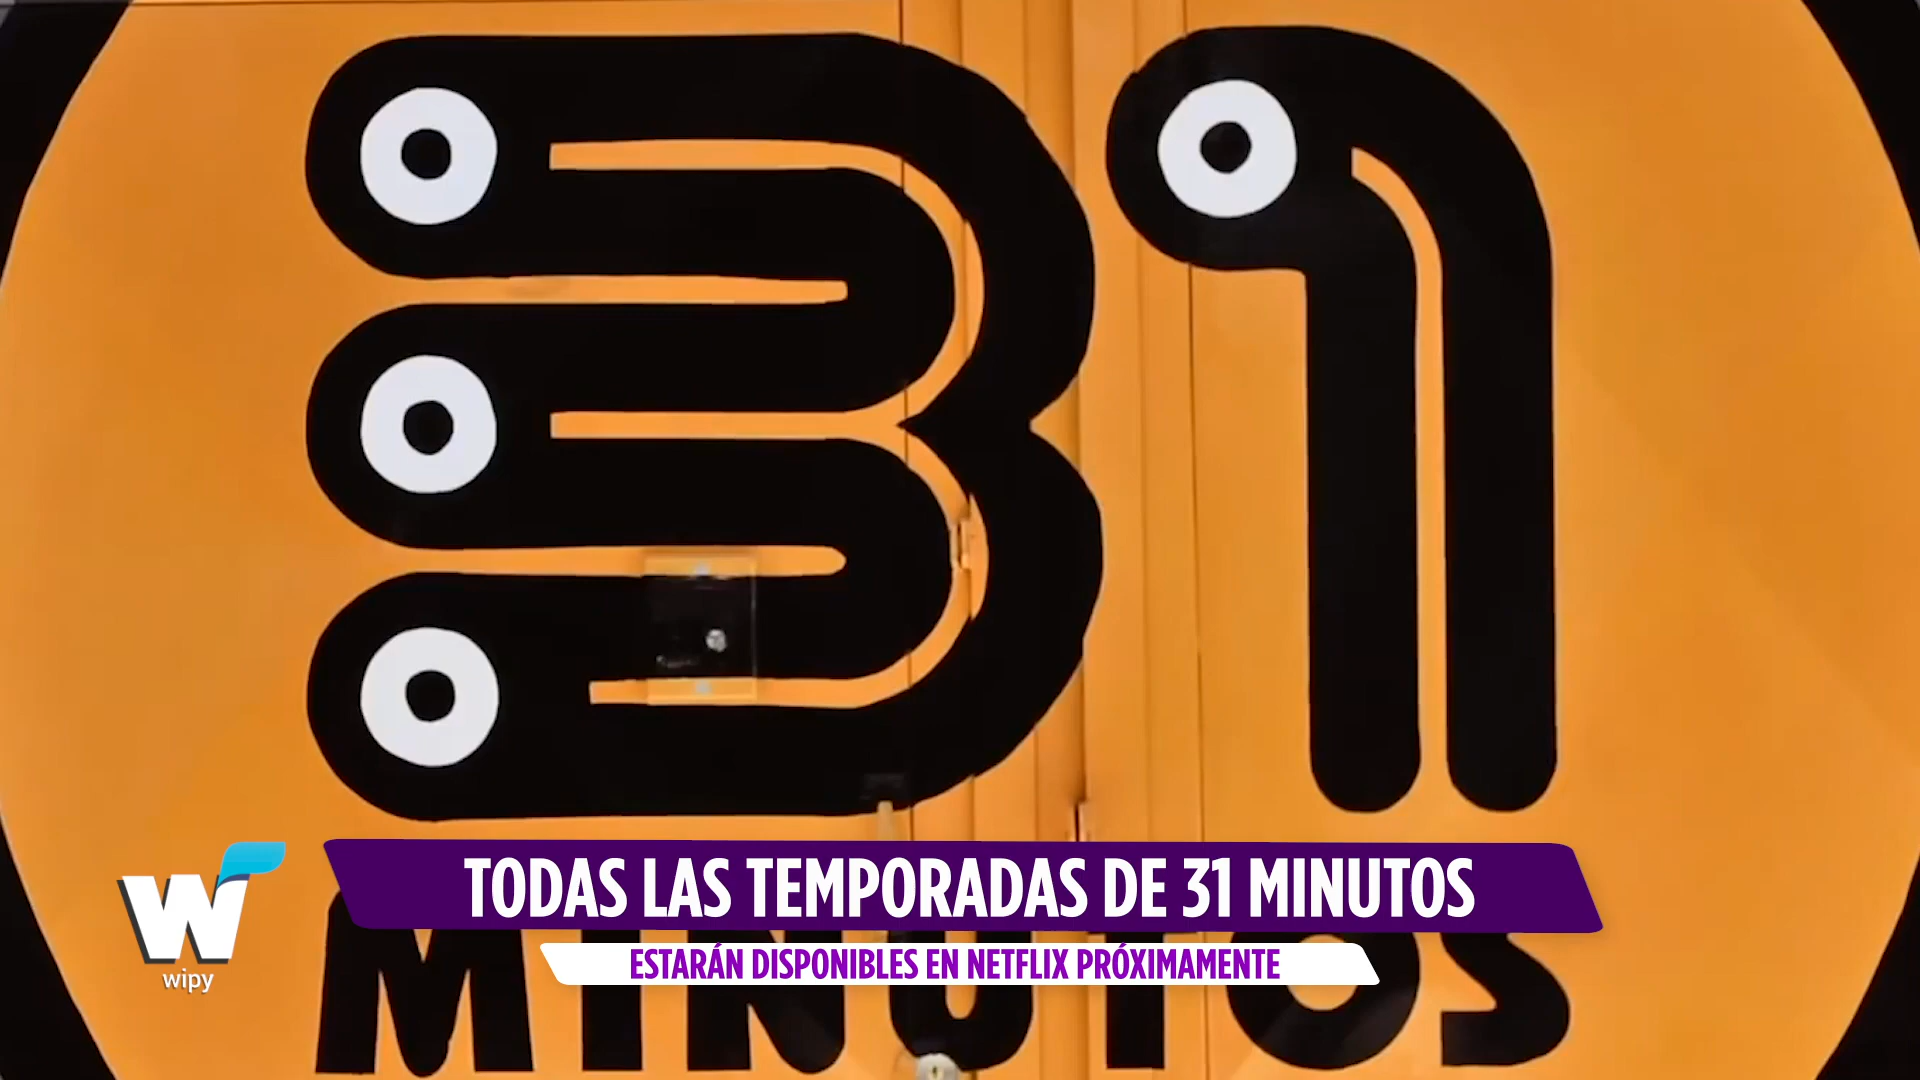 31
MINUTOS
W
wipy
TODAS LAS TEMPORADAS DE 31 MINUTOS
ESTARÁN DISPONIBLES EN NETFLIX PRÓXIMAMENTE